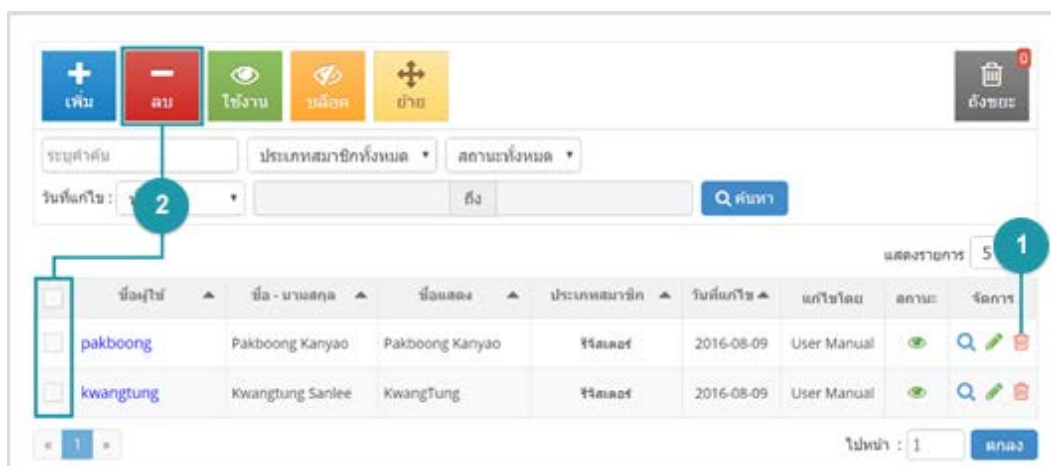 0
เพิ่ม ลบ ใช้งาน บล็อค ย้าย ถังขยะ
ระบุคำค้น ประเภทสมาชิกทั้งหมด สถานะทั้งหมด
วันที่แก้ไข : ถึง ค้นหา
2
1
แสดงรายการ 5
ชื่อผู้ใช้ ชื่อ - นามสกุล ชื่อแสดง ประเภทสมาชิก วันที่แก้ไข แก้ไขโดย สถานะ จัดการ
pakboong Pakboong Kanyao Pakboong Kanyao รีจิสเตอร์ 2016-08-09 User Manual
kwangtung Kwangtung Sanlee KwangTung รีจิสเตอร์ 2016-08-09 User Manual
« 1 » ไปหน้า : 1 ตกลง